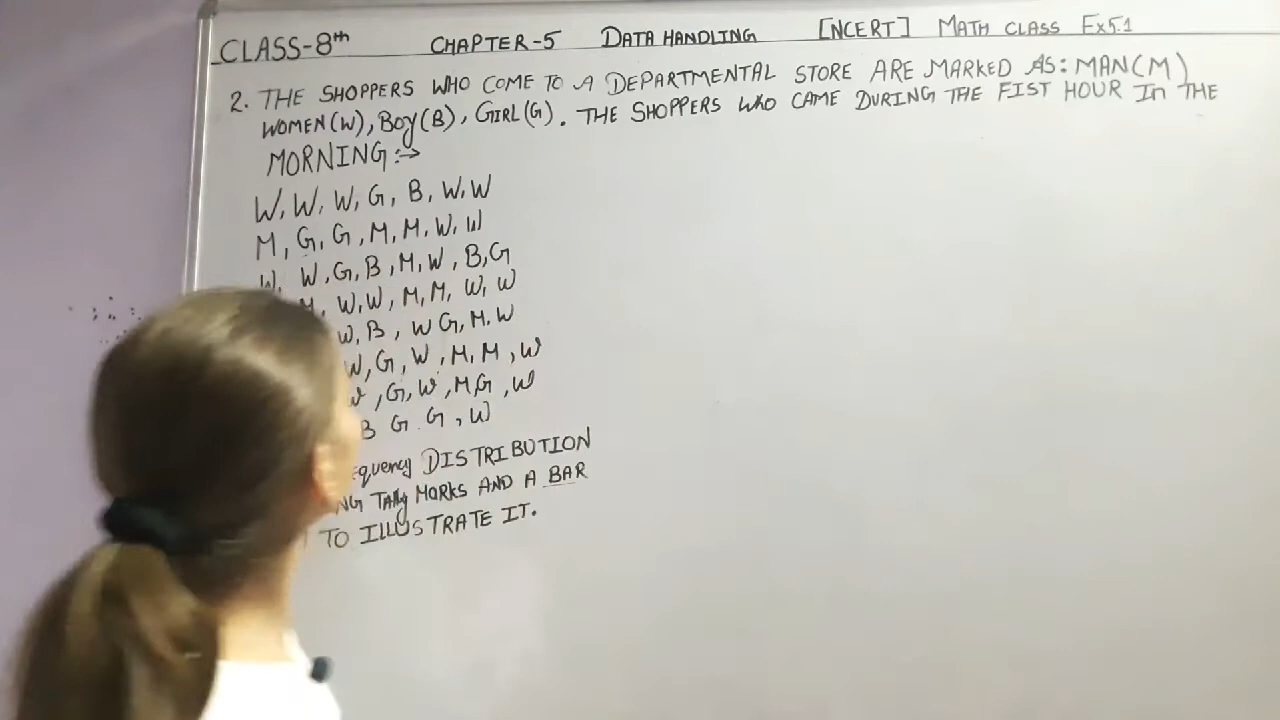 CLASS-8th CHAPTER-5 DATA HANDLING [NCERT] MATH CLASS Ex5.1
2. THE SHOPPERS WHO COME TO A DEPARTMENTAL STORE ARE MARKED AS: MAN(M)
WOMEN(W), BOY(B), GIRL(G). THE SHOPPERS WHO CAME DURING THE FIST HOUR IN THE
MORNING:→
W, W, W, G, B, W, W
M, G, G, M, M, W, W
W, W, G, B, M, W, B, G
M, W, W, M, M, W, W
W, B, W G, M, W
W, G, W, M, M, W
W, G, W, M, G, W
B G G, W
DISTRIBUTION
TALLY MARKS AND A BAR
TO ILLUSTRATE IT.